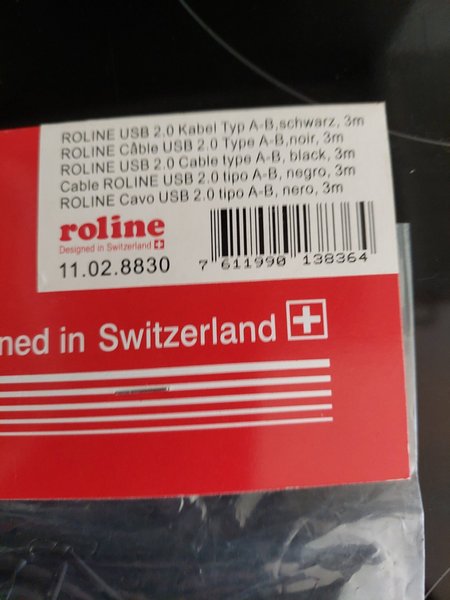 ROLINE USB 2.0 Kabel Typ A-B,schwarz, 3m
ROLINE Câble USB 2.0 Type A-B,noir, 3m
ROLINE USB 2.0 Cable type A-B, black, 3m
Cable ROLINE USB 2.0 tipo A-B, negro, 3m
ROLINE Cavo USB 2.0 tipo A-B, nero, 3m
roline
Designed in Switzerland
11.02.8830
7 611990 138364
ned in Switzerland